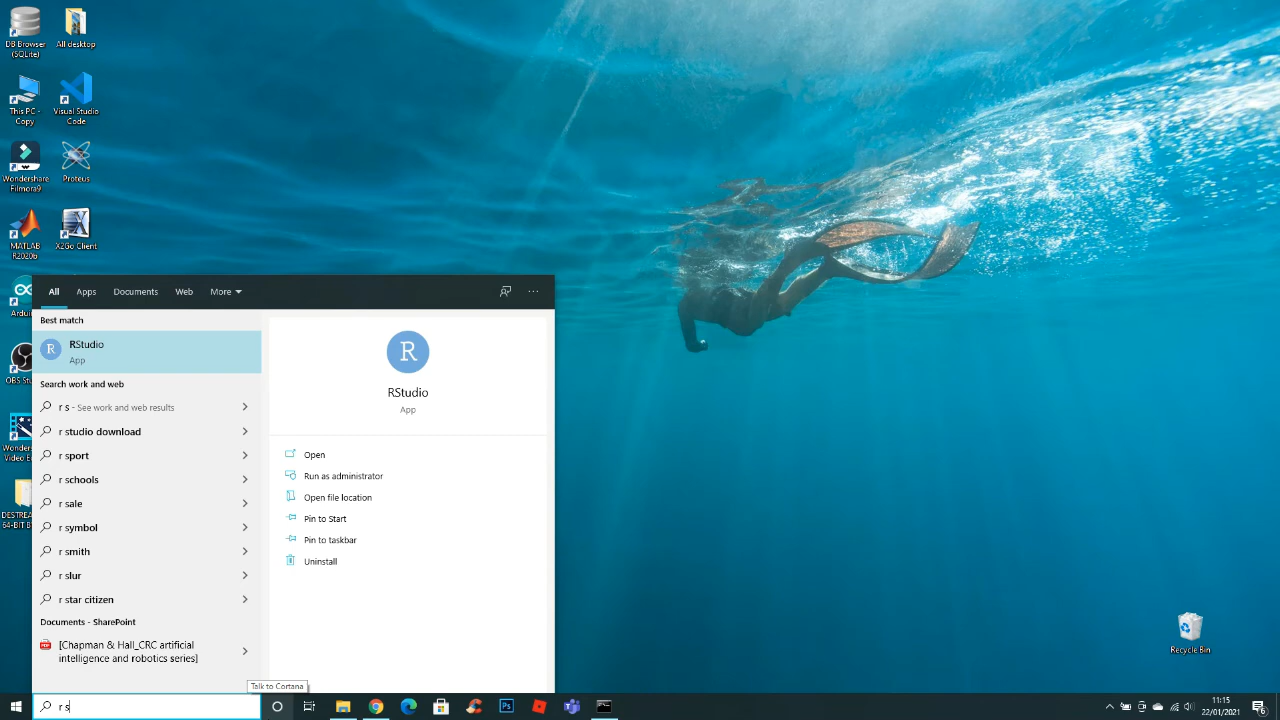 DB Browser
(SQLite)
All desktop
This PC -
Copy
Visual Studio
Code
Wondershare
Filmora9
Proteus
MATLAB
R2020b
X2Go Client
All
Apps
Documents
Web
More
...
Best match
R
RStudio
App
Search work and web
r s - See work and web results
r studio download
r sport
r schools
r sale
r symbol
r smith
r slur
r star citizen
Documents - SharePoint
PDF
[Chapman & Hall_CRC artificial
intelligence and robotics series]
R
RStudio
App
Open
Run as administrator
Open file location
Pin to Start
Pin to taskbar
Uninstall
Recycle Bin
Talk to Cortana
r s
Ps
11:15
22/01/2021